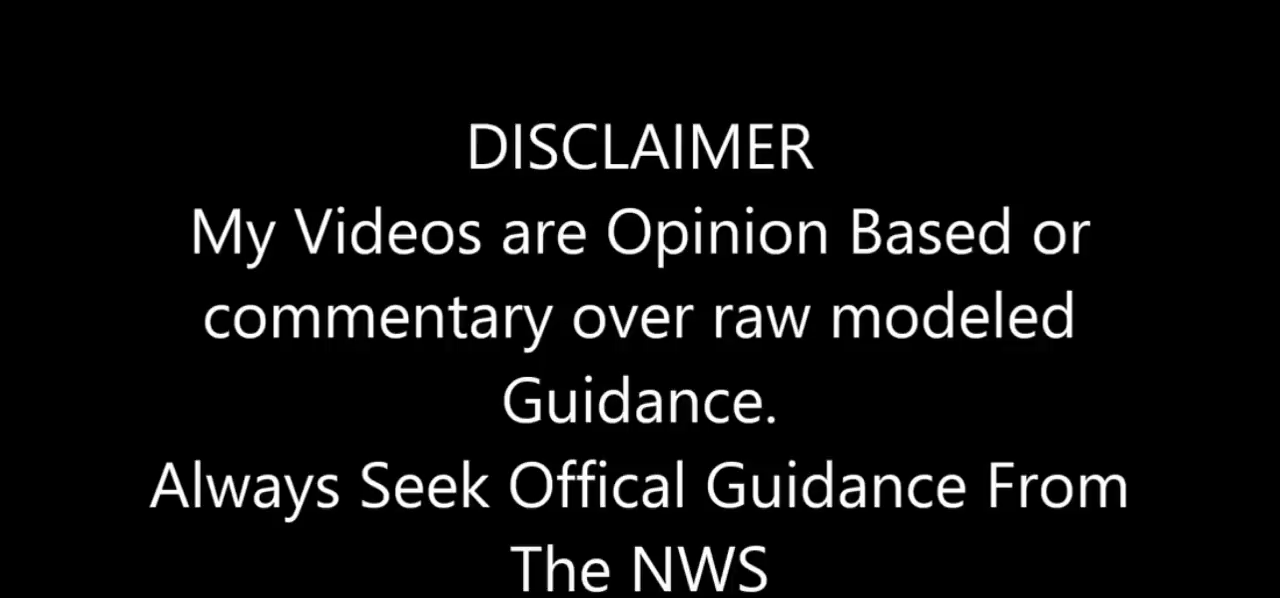 DISCLAIMER
My Videos are Opinion Based or
commentary over raw modeled
Guidance.
Always Seek Offical Guidance From
The NWS